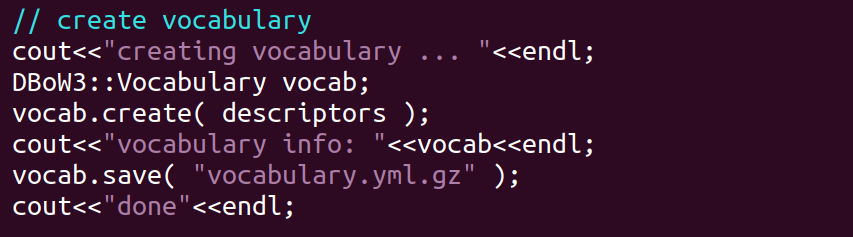 // create vocabulary
cout<<"creating vocabulary ... "<<endl;
DBoW3::Vocabulary vocab;
vocab.create( descriptors );
cout<<"vocabulary info: "<<vocab<<endl;
vocab.save( "vocabulary.yml.gz" );
cout<<"done"<<endl;